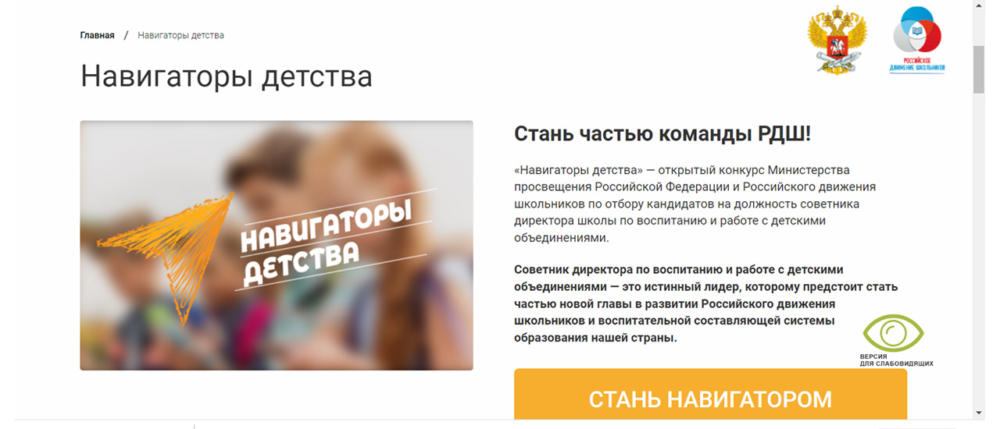 Главная / Навигаторы детства
Навигаторы детства
РОССИЙСКОЕ
ДВИЖЕНИЕ ШКОЛЬНИКОВ
НАВИГАТОРЫ
ДЕТСТВА
Стань частью команды РДШ!
«Навигаторы детства» — открытый конкурс Министерства
просвещения Российской Федерации и Российского движения
школьников по отбору кандидатов на должность советника
директора школы по воспитанию и работе с детскими
объединениями.
Советник директора по воспитанию и работе с детскими
объединениями — это истинный лидер, которому предстоит стать
частью новой главы в развитии Российского движения
школьников и воспитательной составляющей системы
образования нашей страны.
ВЕРСИЯ
ДЛЯ СЛАБОВИДЯЩИХ
СТАНЬ НАВИГАТОРОМ